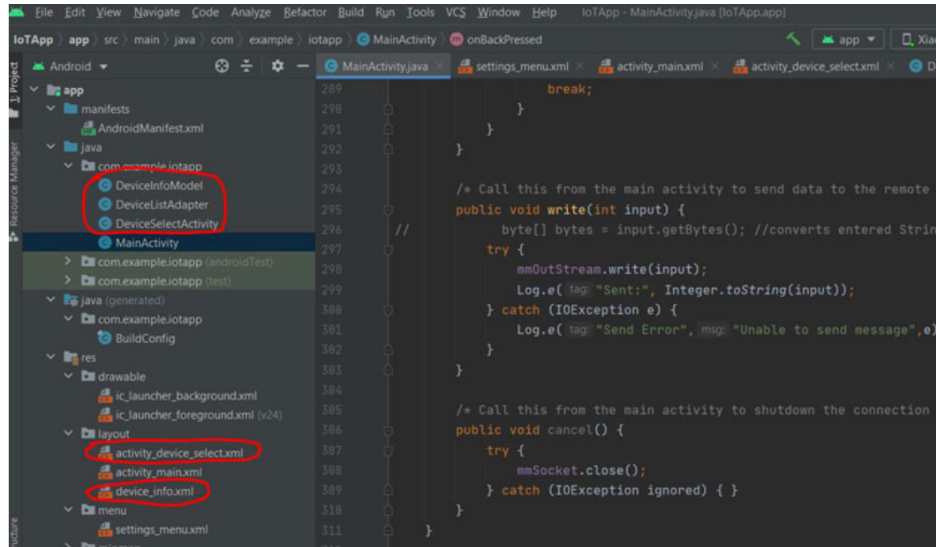 File Edit View Navigate Code Analyze Refactor Build Run Tools VCS Window Help IoTApp - MainActivity.java [IoTApp.app]
IoTApp app src main java com example iotapp MainActivity onBackPressed app
Android
MainActivity.java settings_menu.xml activity_main.xml activity_device_select.xml
1: Project
Resource Manager
app
manifests
AndroidManifest.xml
java
com.example.iotapp
DeviceInfoModel
DeviceListAdapter
DeviceSelectActivity
MainActivity
com.example.iotapp (androidTest)
com.example.iotapp (test)
java (generated)
com.example.iotapp
BuildConfig
res
drawable
ic_launcher_background.xml
ic_launcher_foreground.xml (v24)
layout
activity_device_select.xml
activity_main.xml
device_info.xml
menu
settings_menu.xml
289 break;
290 }
291 }
292 }
293
294 /* Call this from the main activity to send data to the remote
295 public void write(int input) {
296 // byte[] bytes = input.getBytes(); //converts entered Strin
297 try {
298 mmOutStream.write(input);
299 Log.e( tag: "Sent:", Integer.toString(input));
300 } catch (IOException e) {
301 Log.e( tag: "Send Error", msg: "Unable to send message",e)
302 }
303 }
304
305 /* Call this from the main activity to shutdown the connection
306 public void cancel() {
307 try {
308 mmSocket.close();
309 } catch (IOException ignored) { }
310 }
311 }